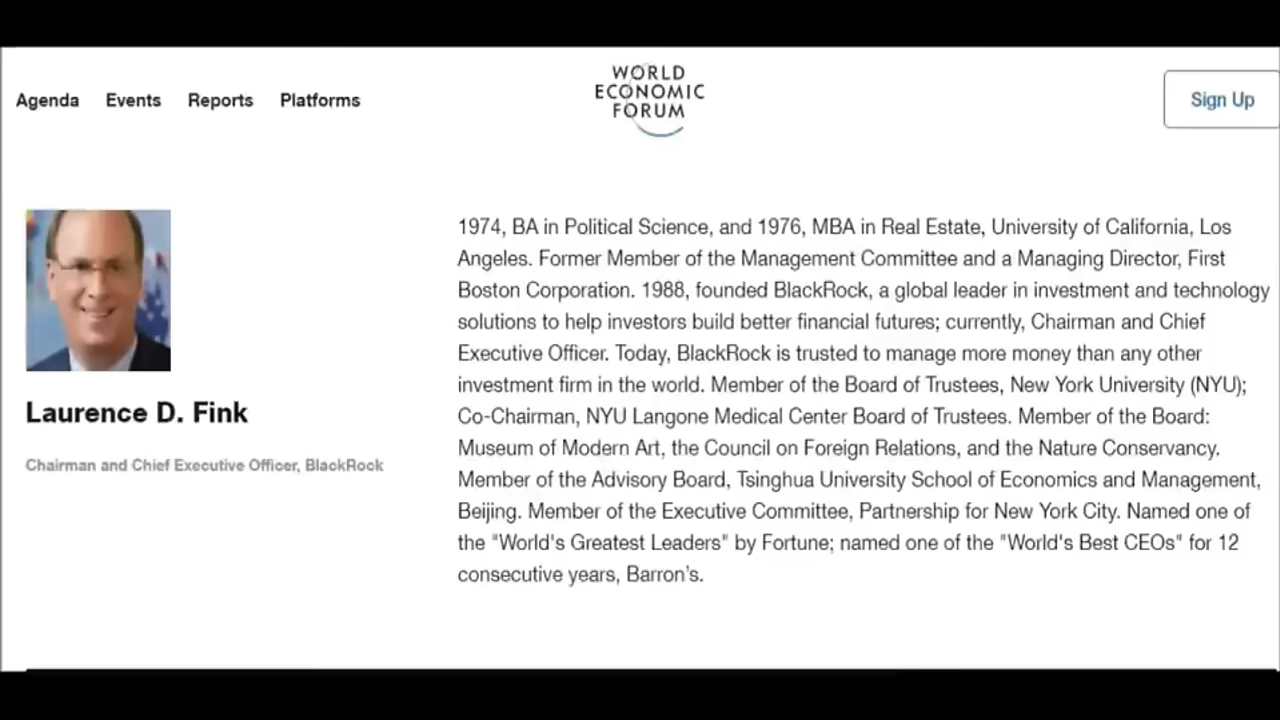 Agenda Events Reports Platforms
WORLD
ECONOMIC
FORUM
Sign Up
1974, BA in Political Science, and 1976, MBA in Real Estate, University of California, Los
Angeles. Former Member of the Management Committee and a Managing Director, First
Boston Corporation. 1988, founded BlackRock, a global leader in investment and technology
solutions to help investors build better financial futures; currently, Chairman and Chief
Executive Officer. Today, BlackRock is trusted to manage more money than any other
investment firm in the world. Member of the Board of Trustees, New York University (NYU);
Co-Chairman, NYU Langone Medical Center Board of Trustees. Member of the Board:
Museum of Modern Art, the Council on Foreign Relations, and the Nature Conservancy.
Member of the Advisory Board, Tsinghua University School of Economics and Management,
Beijing. Member of the Executive Committee, Partnership for New York City. Named one of
the "World's Greatest Leaders" by Fortune; named one of the "World's Best CEOs" for 12
consecutive years, Barron's.
Laurence D. Fink
Chairman and Chief Executive Officer, BlackRock